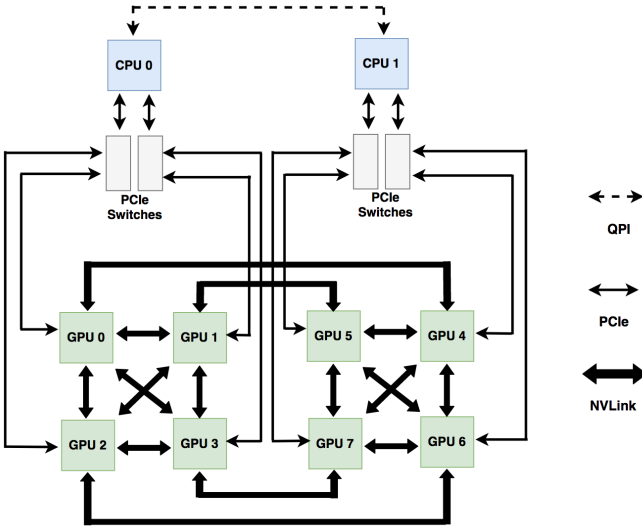 CPU 0
CPU 1
PCIe
Switches
PCIe
Switches
QPI
PCIe
NVLink
GPU 0
GPU 1
GPU 5
GPU 4
GPU 2
GPU 3
GPU 7
GPU 6